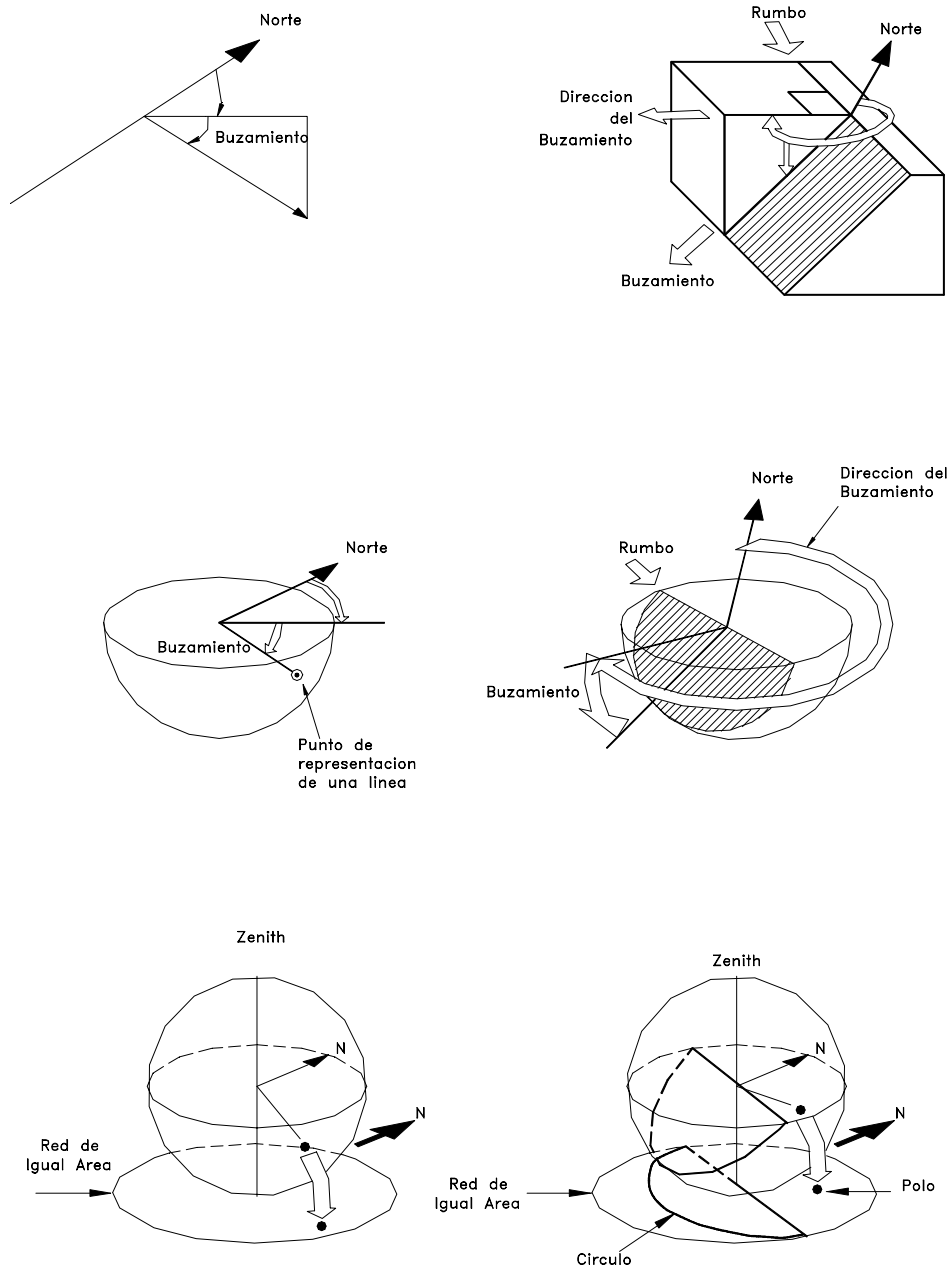 Norte
Buzamiento
Rumbo
Norte
Direccion
del
Buzamiento
Buzamiento
Norte
Buzamiento
Punto de
representacion
de una linea
Norte
Direccion del
Buzamiento
Rumbo
Buzamiento
Zenith
N
N
Red de
Igual Area
Zenith
N
N
Red de
Igual Area
Polo
Circulo